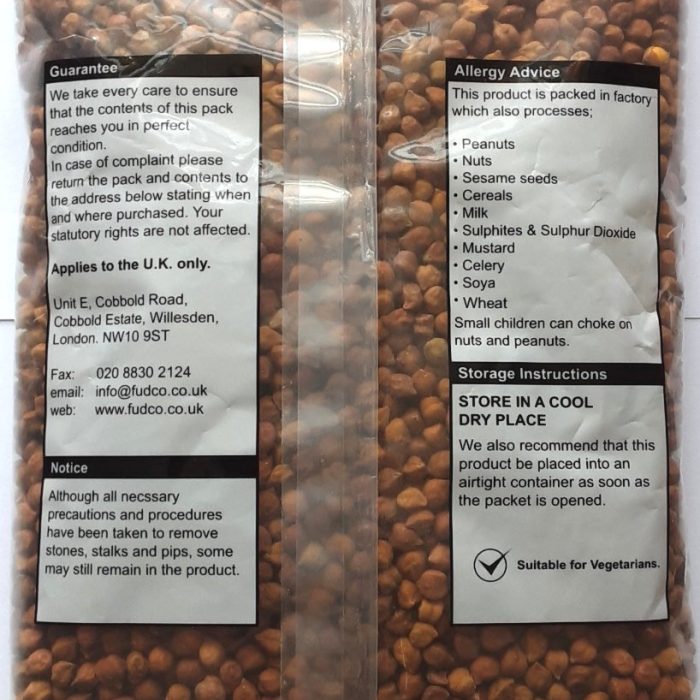 Guarantee
We take every care to ensure
that the contents of this pack
reaches you in perfect
condition.
In case of complaint please
return the pack and contents to
the address below stating when
and where purchased. Your
statutory rights are not affected.
Applies to the U.K. only.
Unit E, Cobbold Road,
Cobbold Estate, Willesden,
London. NW10 9ST
Fax: 020 8830 2124
email: info@fudco.co.uk
web: www.fudco.co.uk
Notice
Although all necssary
precautions and procedures
have been taken to remove
stones, stalks and pips, some
may still remain in the product.
Allergy Advice
This product is packed in factory
which also processes;
• Peanuts
• Nuts
• Sesame seeds
• Cereals
• Milk
• Sulphites & Sulphur Dioxide
• Mustard
• Celery
• Soya
• Wheat
Small children can choke on
nuts and peanuts.
Storage Instructions
STORE IN A COOL
DRY PLACE
We also recommend that this
product be placed into an
airtight container as soon as
the packet is opened.
Suitable for Vegetarians.